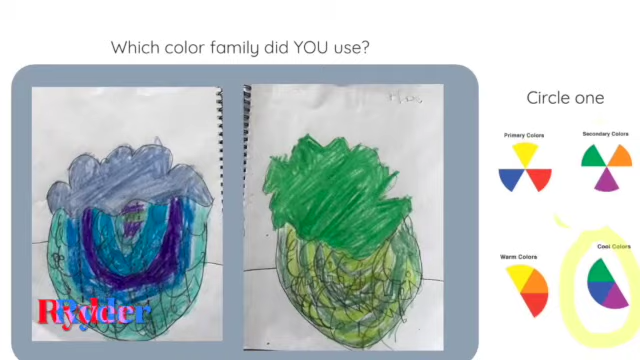 Which color family did YOU use?
Circle one
Primary Colors
Secondary Colors
Warm Colors
Cool Colors
Ryder